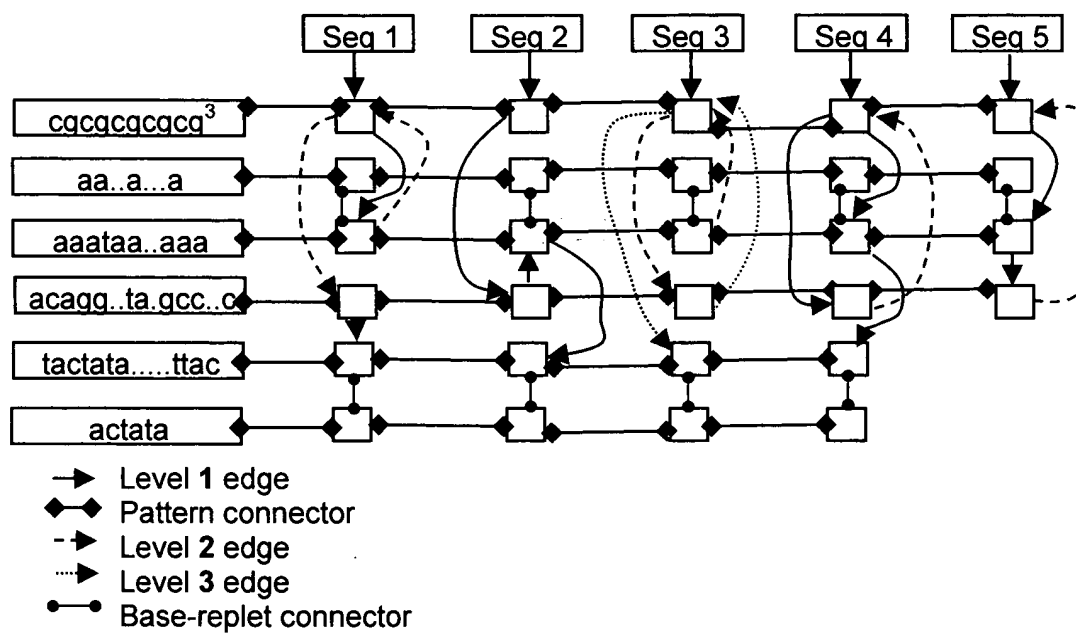 Seq 1 Seq 2 Seq 3 Seq 4 Seq 5
cgcgcgcgcg³
aa..a...a
aaataa..aaa
acagg..ta.gcc..c
tactata.....ttac
actata
Level 1 edge
Pattern connector
Level 2 edge
Level 3 edge
Base-replet connector